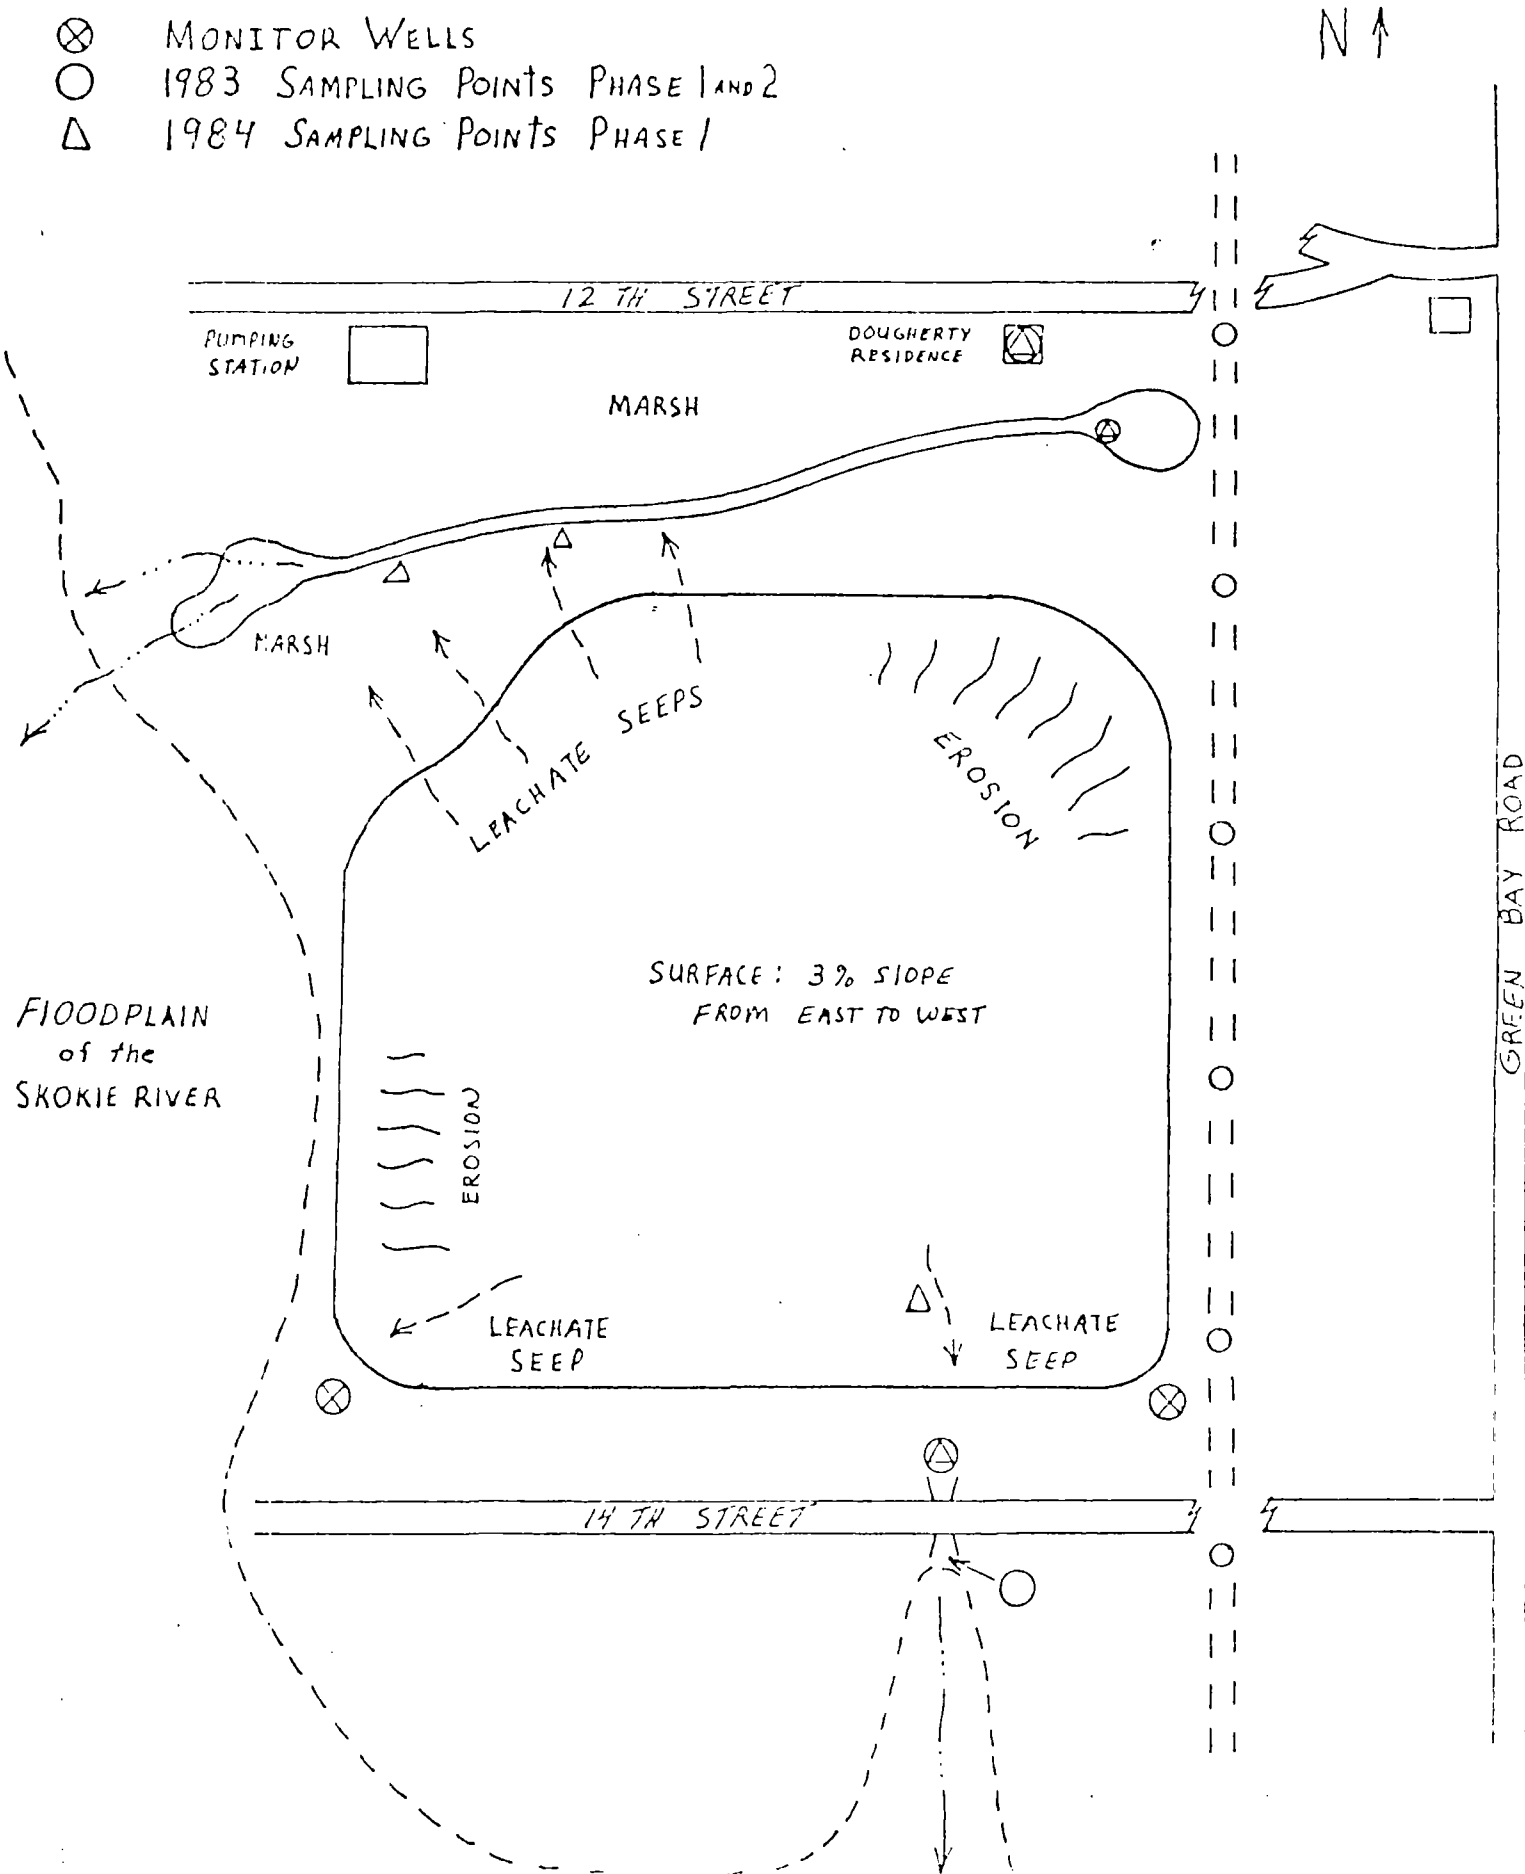 MONITOR WELLS
1983 SAMPLING POINTS PHASE 1 AND 2
1984 SAMPLING POINTS PHASE 1
N
12 TH STREET
PUMPING
STATION
DOUGHERTY
RESIDENCE
MARSH
MARSH
LEACHATE SEEPS
EROSION
SURFACE: 3% SLOPE
FROM EAST TO WEST
GREEN BAY ROAD
FLOODPLAIN
of the
SKOKIE RIVER
EROSION
LEACHATE
SEEP
LEACHATE
SEEP
14 TH STREET